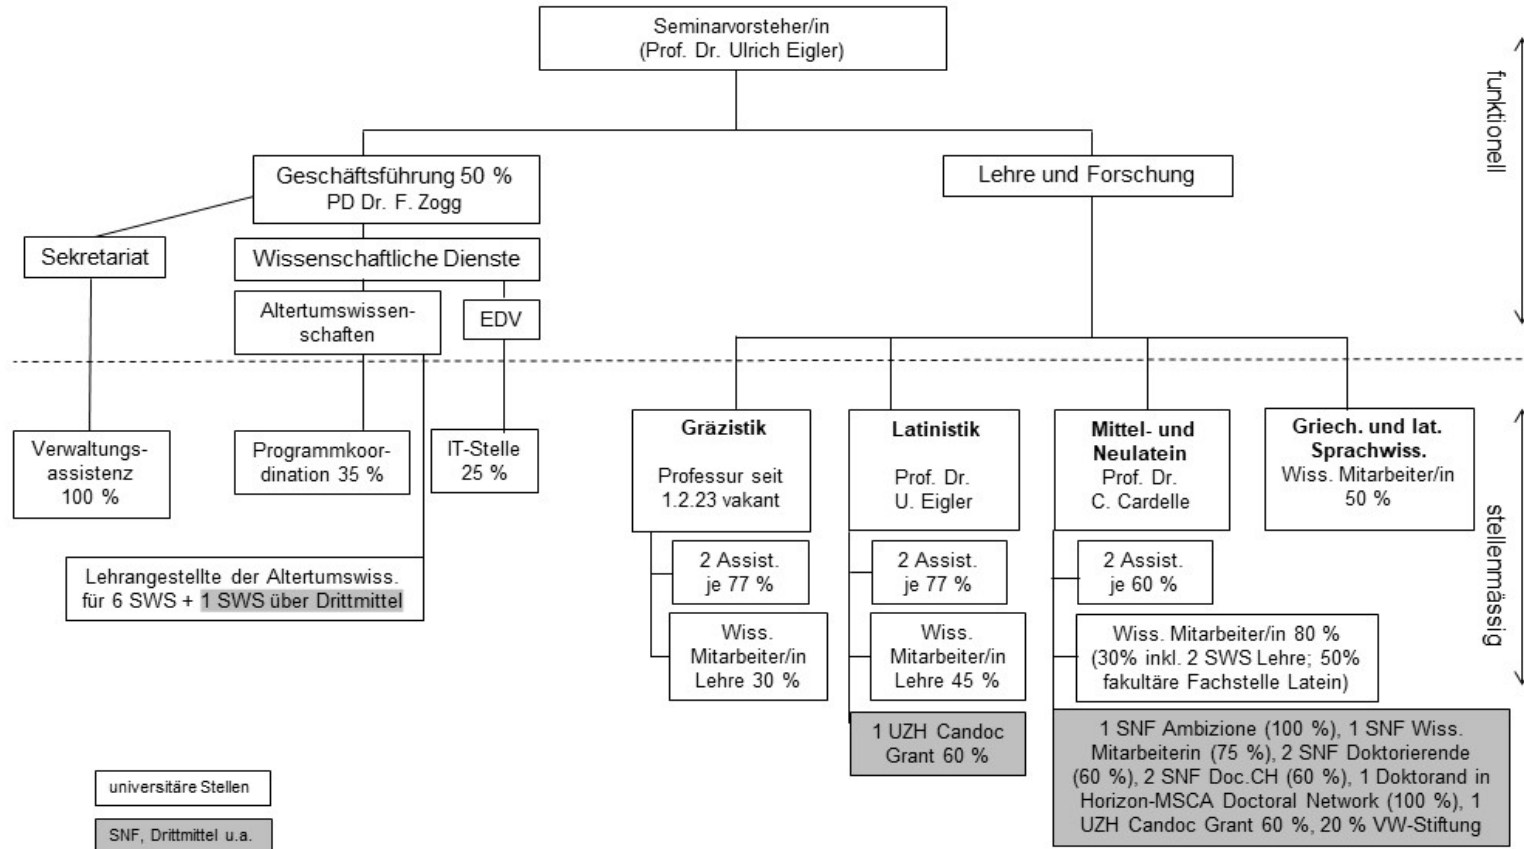 Seminarvorsteher/in
(Prof. Dr. Ulrich Eigler)
funktionell
Geschäftsführung 50 %
PD Dr. F. Zogg
Lehre und Forschung
Sekretariat
Wissenschaftliche Dienste
Altertumswissen-
schaften
EDV
Verwaltungs-
assistenz
100 %
Programmkoor-
dination 35 %
IT-Stelle
25 %
Lehrangestellte der Altertumswiss.
für 6 SWS + 1 SWS über Drittmittel
Gräzistik
Professur seit
1.2.23 vakant
2 Assist.
je 77 %
Wiss.
Mitarbeiter/in
Lehre 30 %
Latinistik
Prof. Dr.
U. Eigler
2 Assist.
je 77 %
Wiss.
Mitarbeiter/in
Lehre 45 %
1 UZH Candoc
Grant 60 %
Mittel- und
Neulatein
Prof. Dr.
C. Cardelle
2 Assist.
je 60 %
Wiss. Mitarbeiter/in 80 %
(30% inkl. 2 SWS Lehre; 50%
fakultäre Fachstelle Latein)
1 SNF Ambizione (100 %), 1 SNF Wiss.
Mitarbeiterin (75 %), 2 SNF Doktorierende
(60 %), 2 SNF Doc.CH (60 %), 1 Doktorand in
Horizon-MSCA Doctoral Network (100 %), 1
UZH Candoc Grant 60 %, 20 % VW-Stiftung
Griech. und lat.
Sprachwiss.
Wiss. Mitarbeiter/in
50 %
stellenmässig
universitäre Stellen
SNF, Drittmittel u.a.